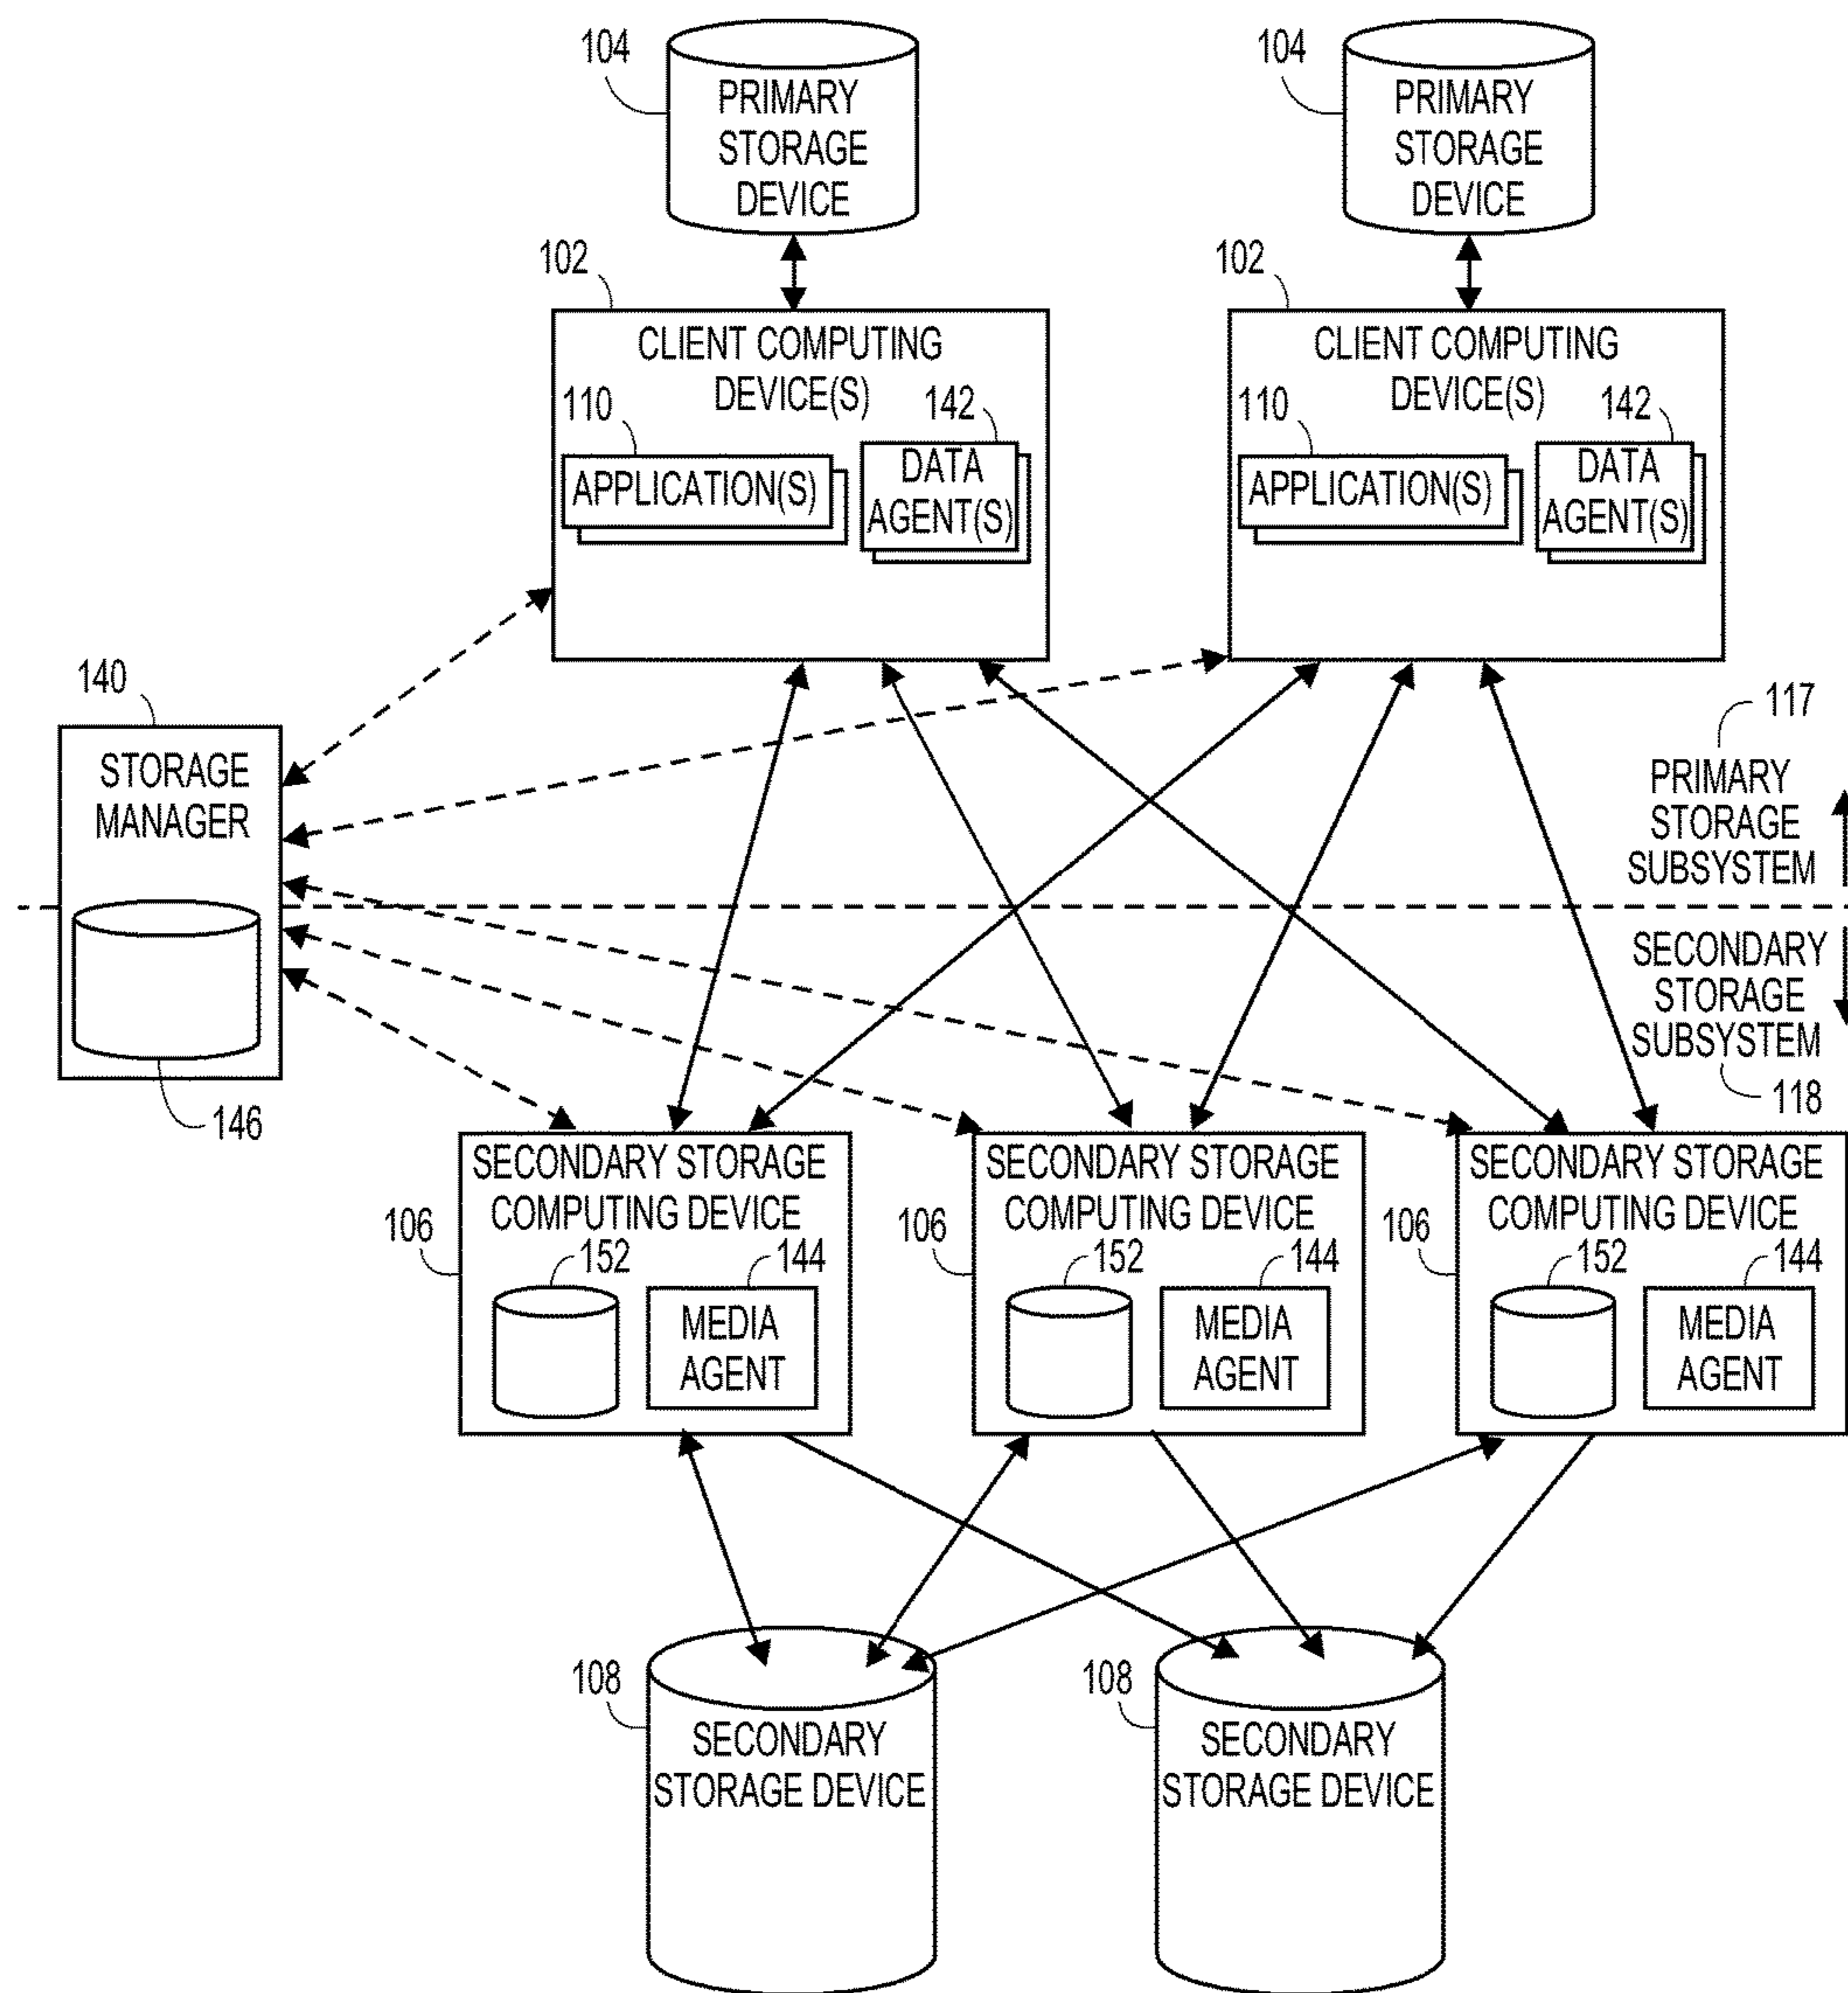 104
PRIMARY
STORAGE
DEVICE
104
PRIMARY
STORAGE
DEVICE
102
CLIENT COMPUTING
DEVICE(S)
110
142
APPLICATION(S)
DATA
AGENT(S)
102
CLIENT COMPUTING
DEVICE(S)
110
142
APPLICATION(S)
DATA
AGENT(S)
140
STORAGE
MANAGER
146
117
PRIMARY
STORAGE
SUBSYSTEM
SECONDARY
STORAGE
SUBSYSTEM
118
106
SECONDARY STORAGE
COMPUTING DEVICE
152
144
MEDIA
AGENT
106
SECONDARY STORAGE
COMPUTING DEVICE
152
144
MEDIA
AGENT
106
SECONDARY STORAGE
COMPUTING DEVICE
152
144
MEDIA
AGENT
108
SECONDARY
STORAGE DEVICE
108
SECONDARY
STORAGE DEVICE